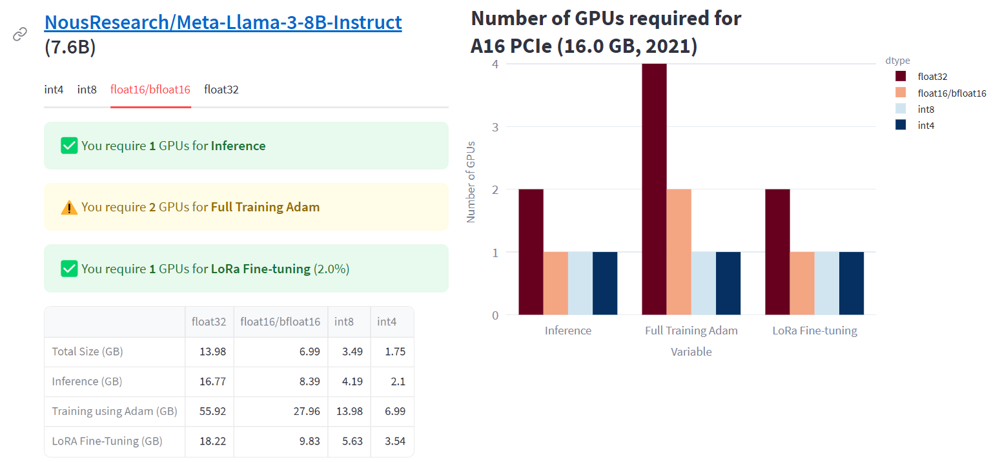 NousResearch/Meta-Llama-3-8B-Instruct
(7.6B)
int4 int8 float16/bfloat16 float32
✅ You require 1 GPUs for Inference
⚠️ You require 2 GPUs for Full Training Adam
✅ You require 1 GPUs for LoRa Fine-tuning (2.0%)
float32 float16/bfloat16 int8 int4
Total Size (GB) 13.98 6.99 3.49 1.75
Inference (GB) 16.77 8.39 4.19 2.1
Training using Adam (GB) 55.92 27.96 13.98 6.99
LoRA Fine-Tuning (GB) 18.22 9.83 5.63 3.54
Number of GPUs required for
A16 PCIe (16.0 GB, 2021)
4
3
2
1
0
Number of GPUs
Inference Full Training Adam LoRa Fine-tuning
Variable
dtype
float32
float16/bfloat16
int8
int4